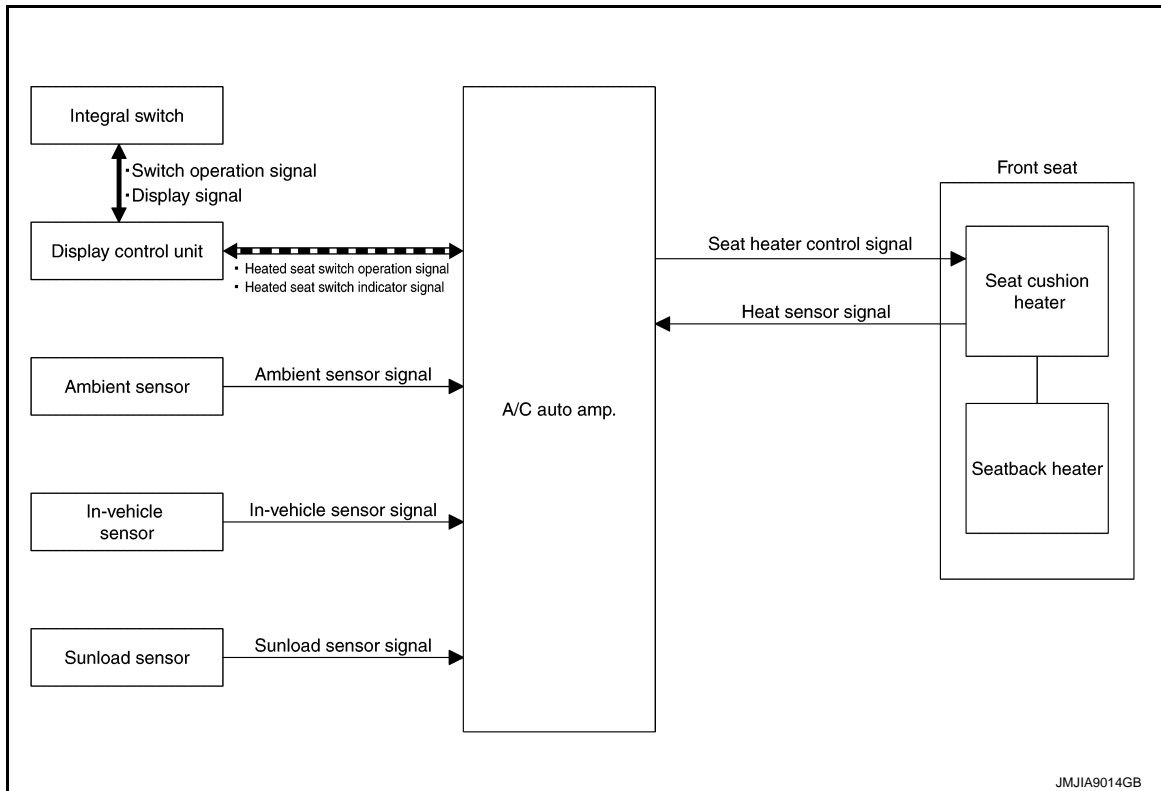 Integral switch
▪ Switch operation signal
▪ Display signal
Display control unit
▪ Heated seat switch operation signal
▪ Heated seat switch indicator signal
Ambient sensor
Ambient sensor signal
In-vehicle
sensor
In-vehicle sensor signal
Sunload sensor
Sunload sensor signal
A/C auto amp.
Seat heater control signal
Heat sensor signal
Front seat
Seat cushion
heater
Seatback heater
JMJIA9014GB